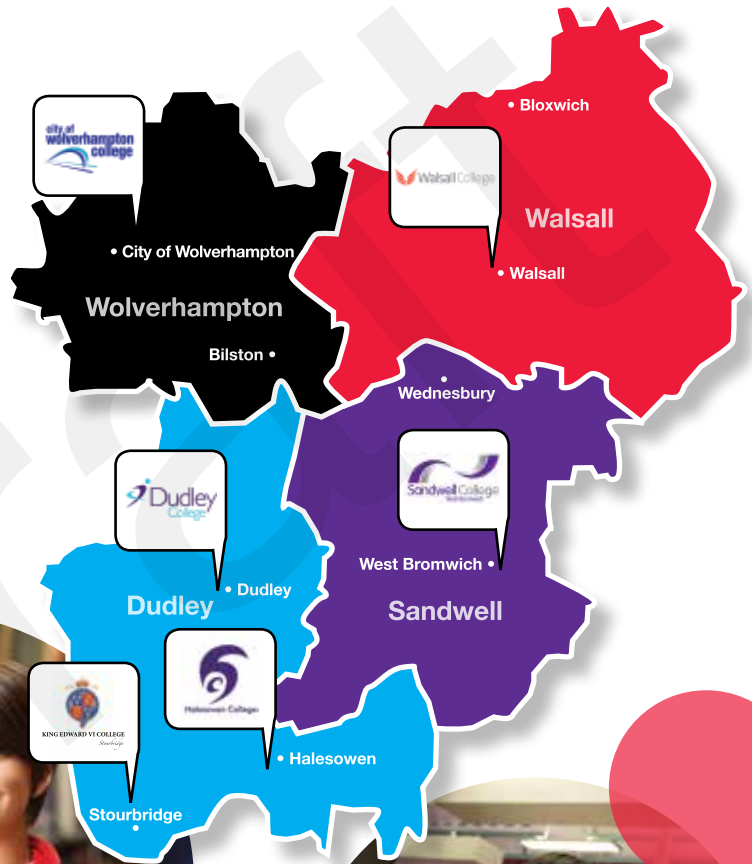 Bloxwich
city of
wolverhampton
college
Walsall College
Walsall
City of Wolverhampton
Walsall
Wolverhampton
Bilston
Wednesbury
Dudley
College
Sandwell College
West Bromwich
Dudley
Dudley
Sandwell
Halesowen College
KING EDWARD VI COLLEGE
Stourbridge
Halesowen
Stourbridge